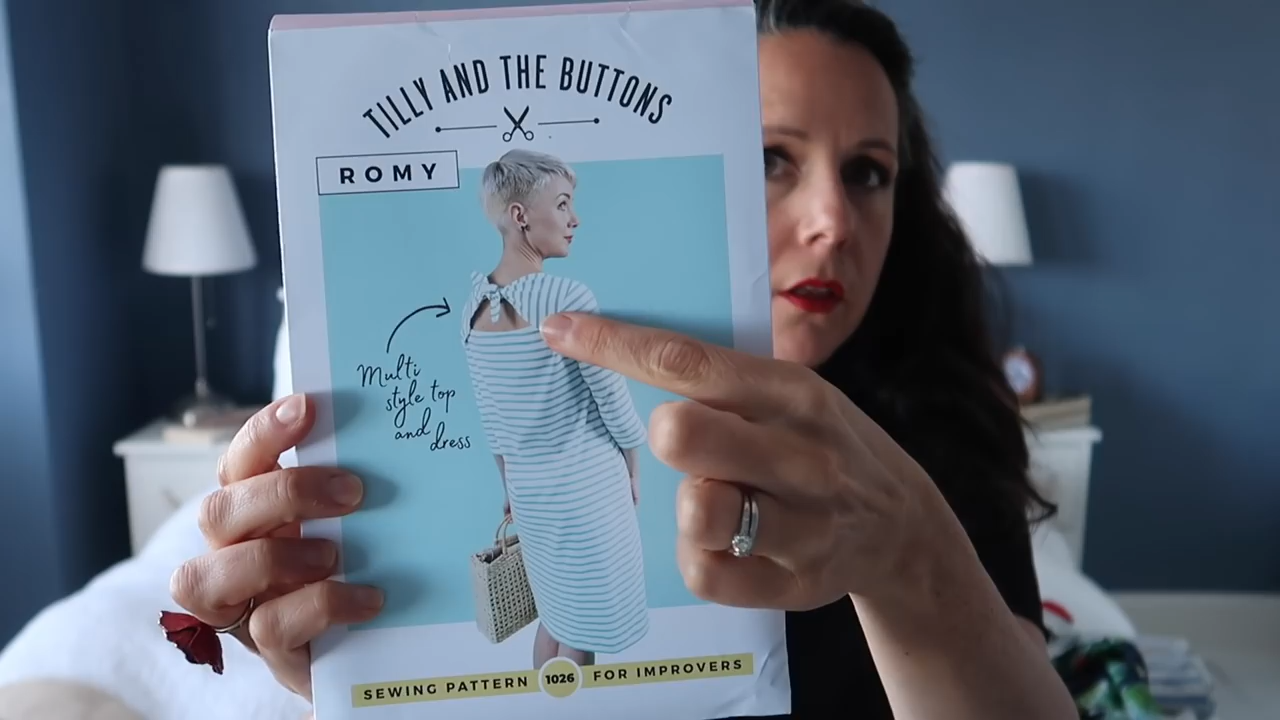 TILLY AND THE BUTTONS
ROMY
Multi
style top
and
dress
SEWING PATTERN 1026 FOR IMPROVERS